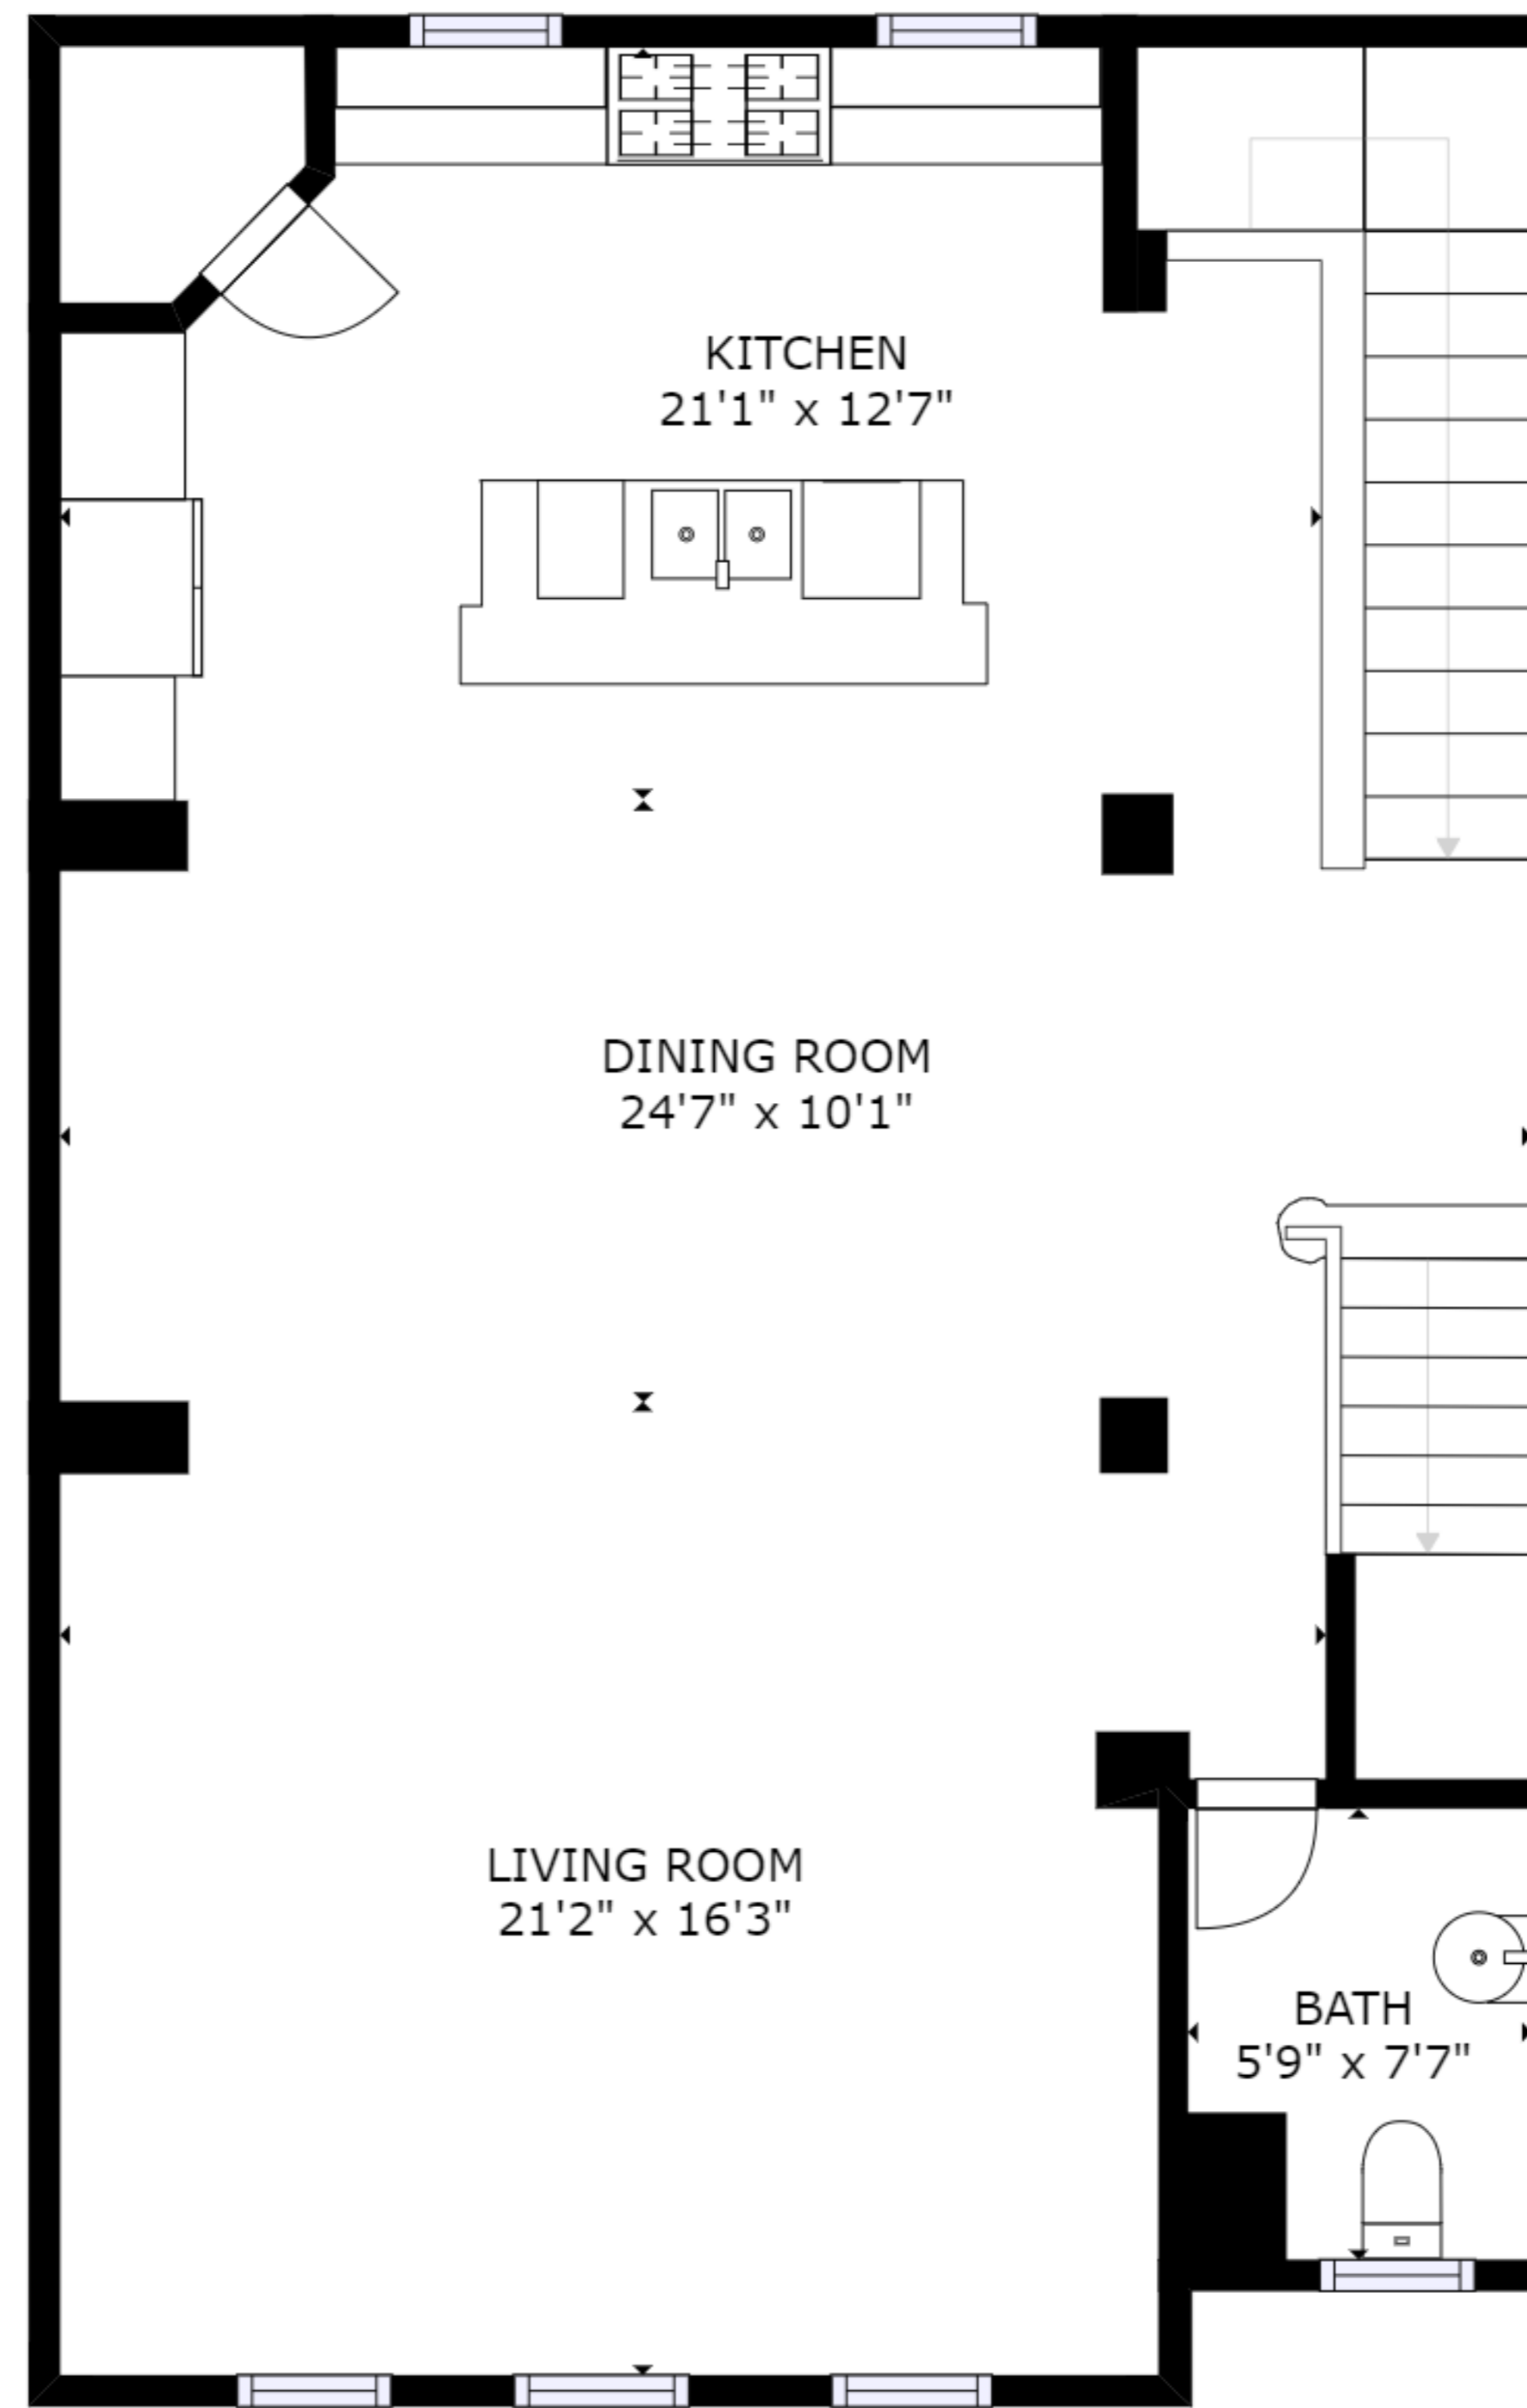 KITCHEN
21'1" x 12'7"
DINING ROOM
24'7" x 10'1"
LIVING ROOM
21'2" x 16'3"
BATH
5'9" x 7'7"